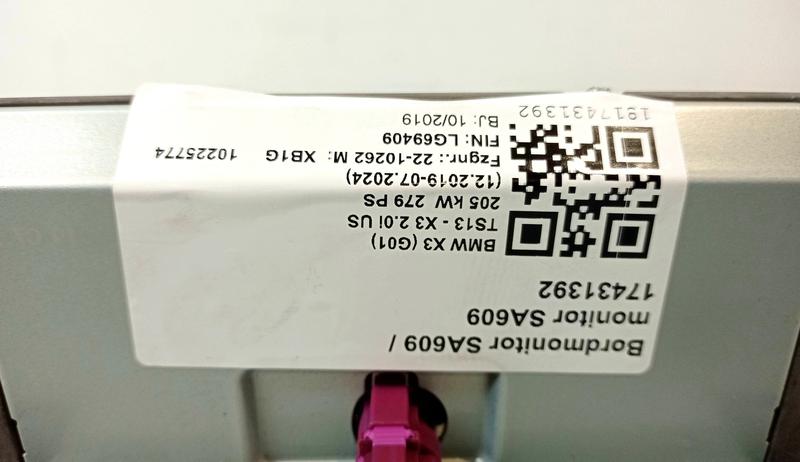 Bordmonitor SA609 /
monitor SA609
17431392
BMW X3 (G01)
TS13 - X3 2.0i US
205 kW 279 PS
(12.2019-07.2024)
Fzgnr.: 22-10262 M: XB1G 10225774
FIN: LG69409
BJ: 10/2019
1917431392